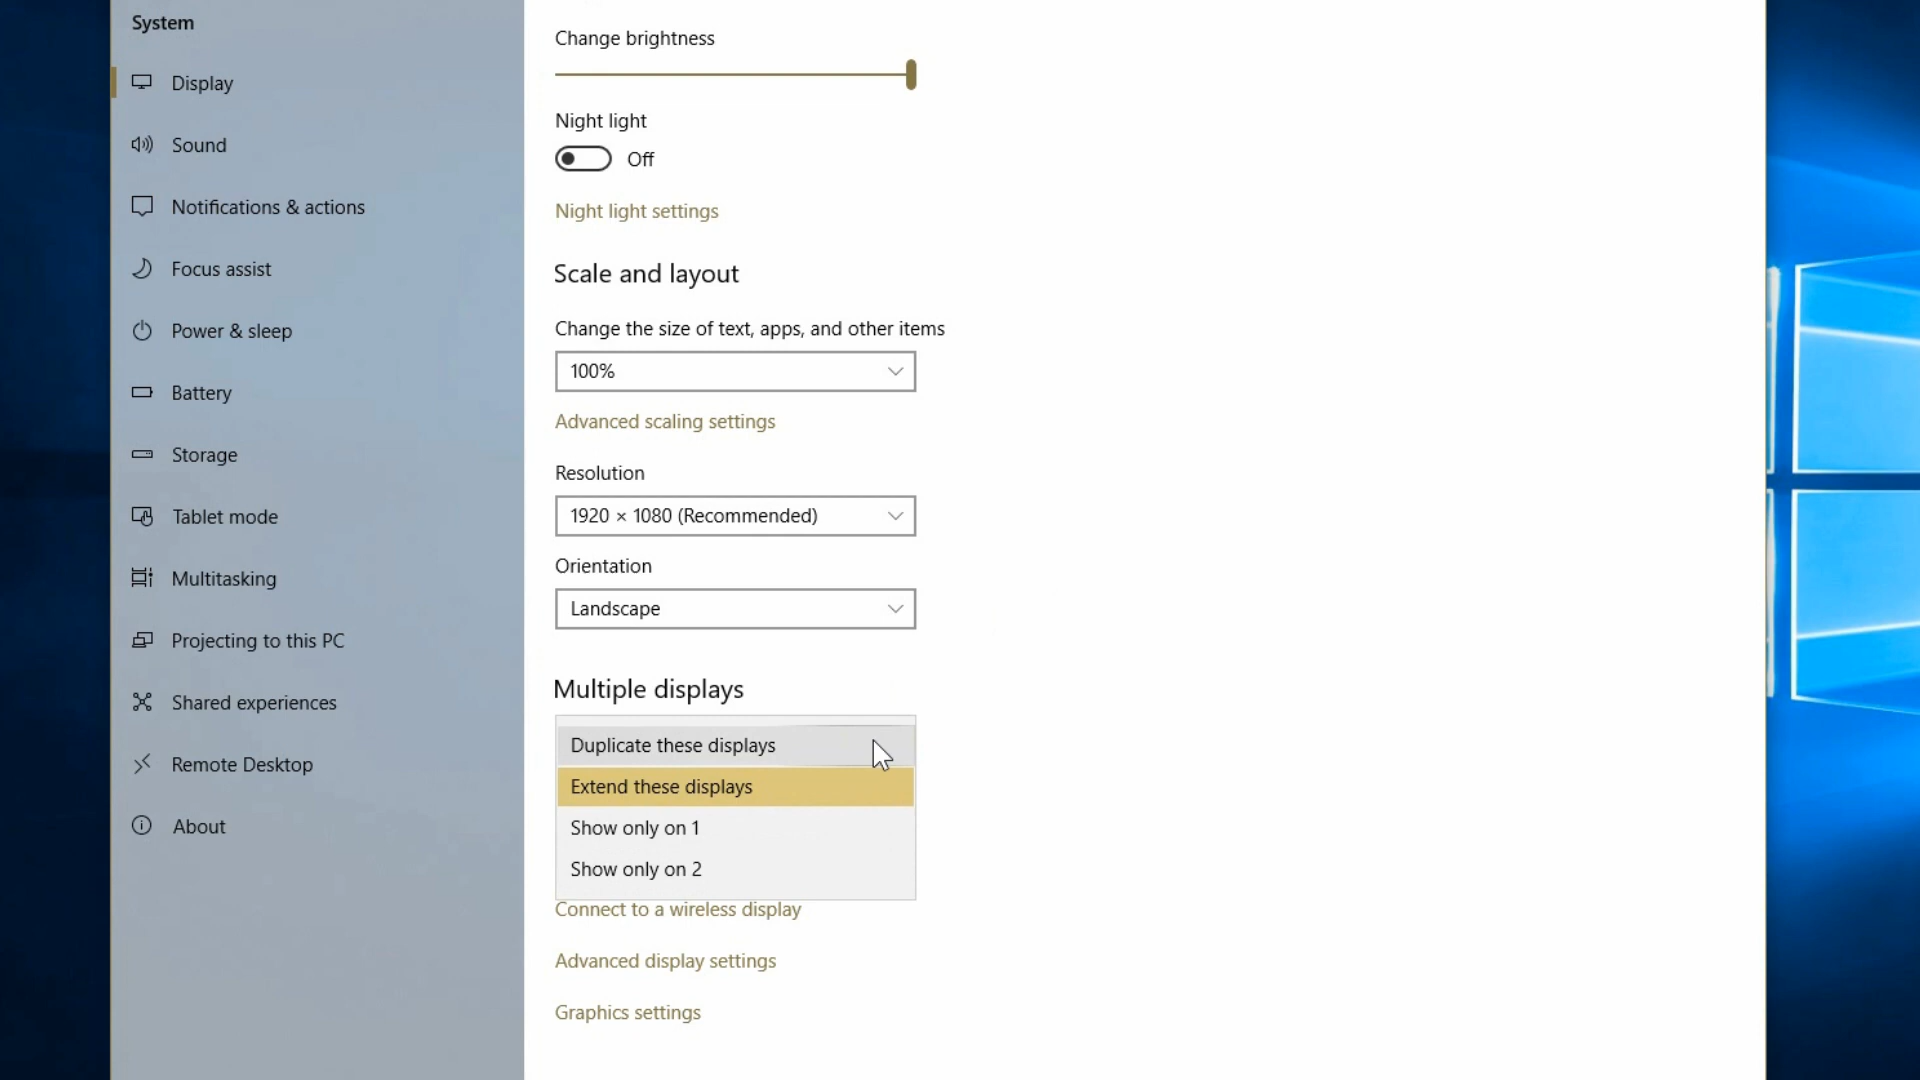 System
Display
Sound
Notifications & actions
Focus assist
Power & sleep
Battery
Storage
Tablet mode
Multitasking
Projecting to this PC
Shared experiences
Remote Desktop
About
Change brightness
Night light
Off
Night light settings
Scale and layout
Change the size of text, apps, and other items
100%
Advanced scaling settings
Resolution
1920 × 1080 (Recommended)
Orientation
Landscape
Multiple displays
Duplicate these displays
Extend these displays
Show only on 1
Show only on 2
Connect to a wireless display
Advanced display settings
Graphics settings